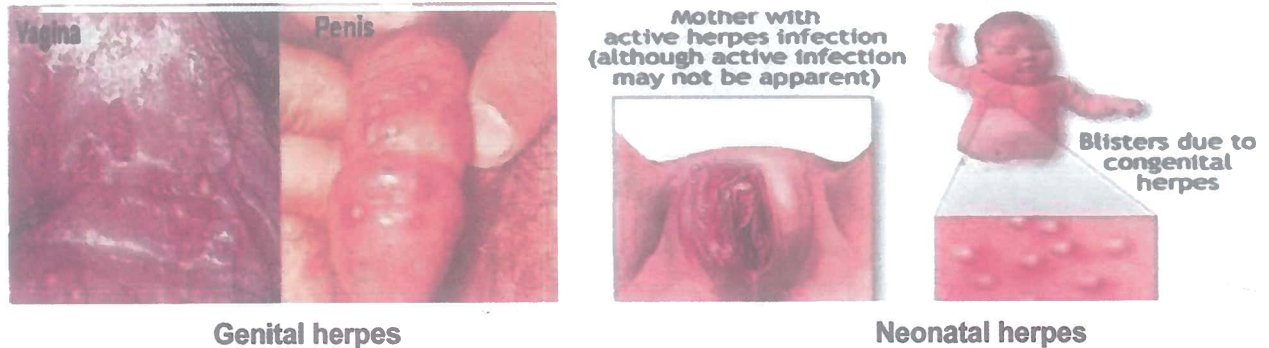 Vagina
Penis
Genital herpes
Mother with
active herpes infection
(although active infection
may not be apparent)
Blisters due to
congenital
herpes
Neonatal herpes